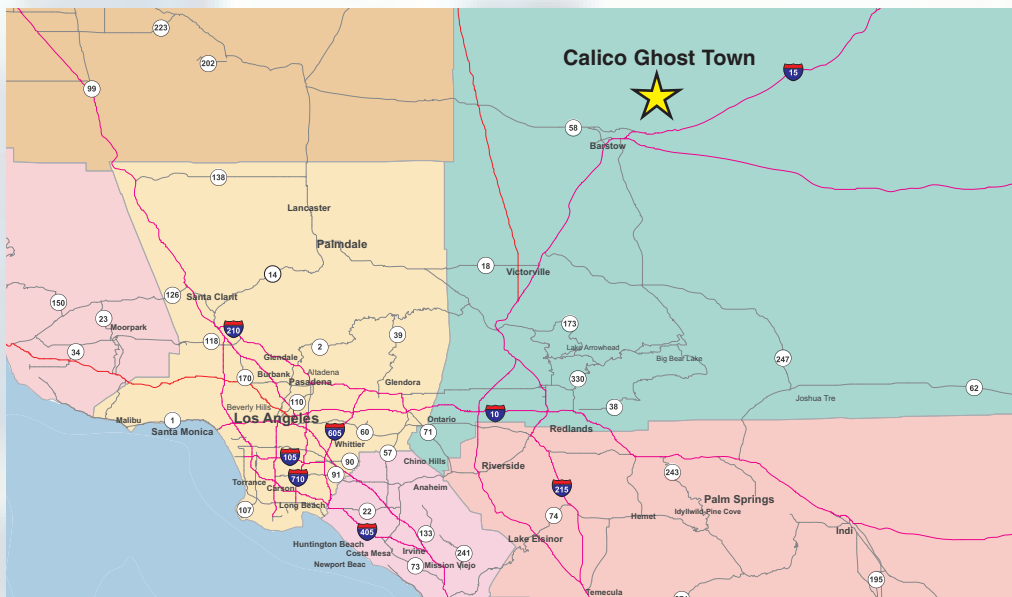 223
Calico Ghost Town
202
15
99
58
Barstow
138
Lancaster
Palmdale
18
Victorville
14
126
Santa Clarit
150
23
Moorpark
210
173
39
118
2
34
Lake Arrowhead
Glendale
Big Bear Lake
247
Altadena
Burbank
170
Pasadena
Glendora
330
62
Joshua Tre
110
Beverly Hills
38
10
Los Angeles
Malibu
1
Ontario
Santa Monica
605
60
71
Redlands
Whittier
105
57
90
Chino Hills
Riverside
91
243
710
Torrance
Carson
Anaheim
215
Palm Springs
Long Beach
107
22
74
Hemet
Idyllwild-Pine Cove
405
133
Indi
Lake Elsinor
Huntington Beach
Costa Mesa
Irvine
241
Newport Beac
73
Mission Viejo
195
Temecula